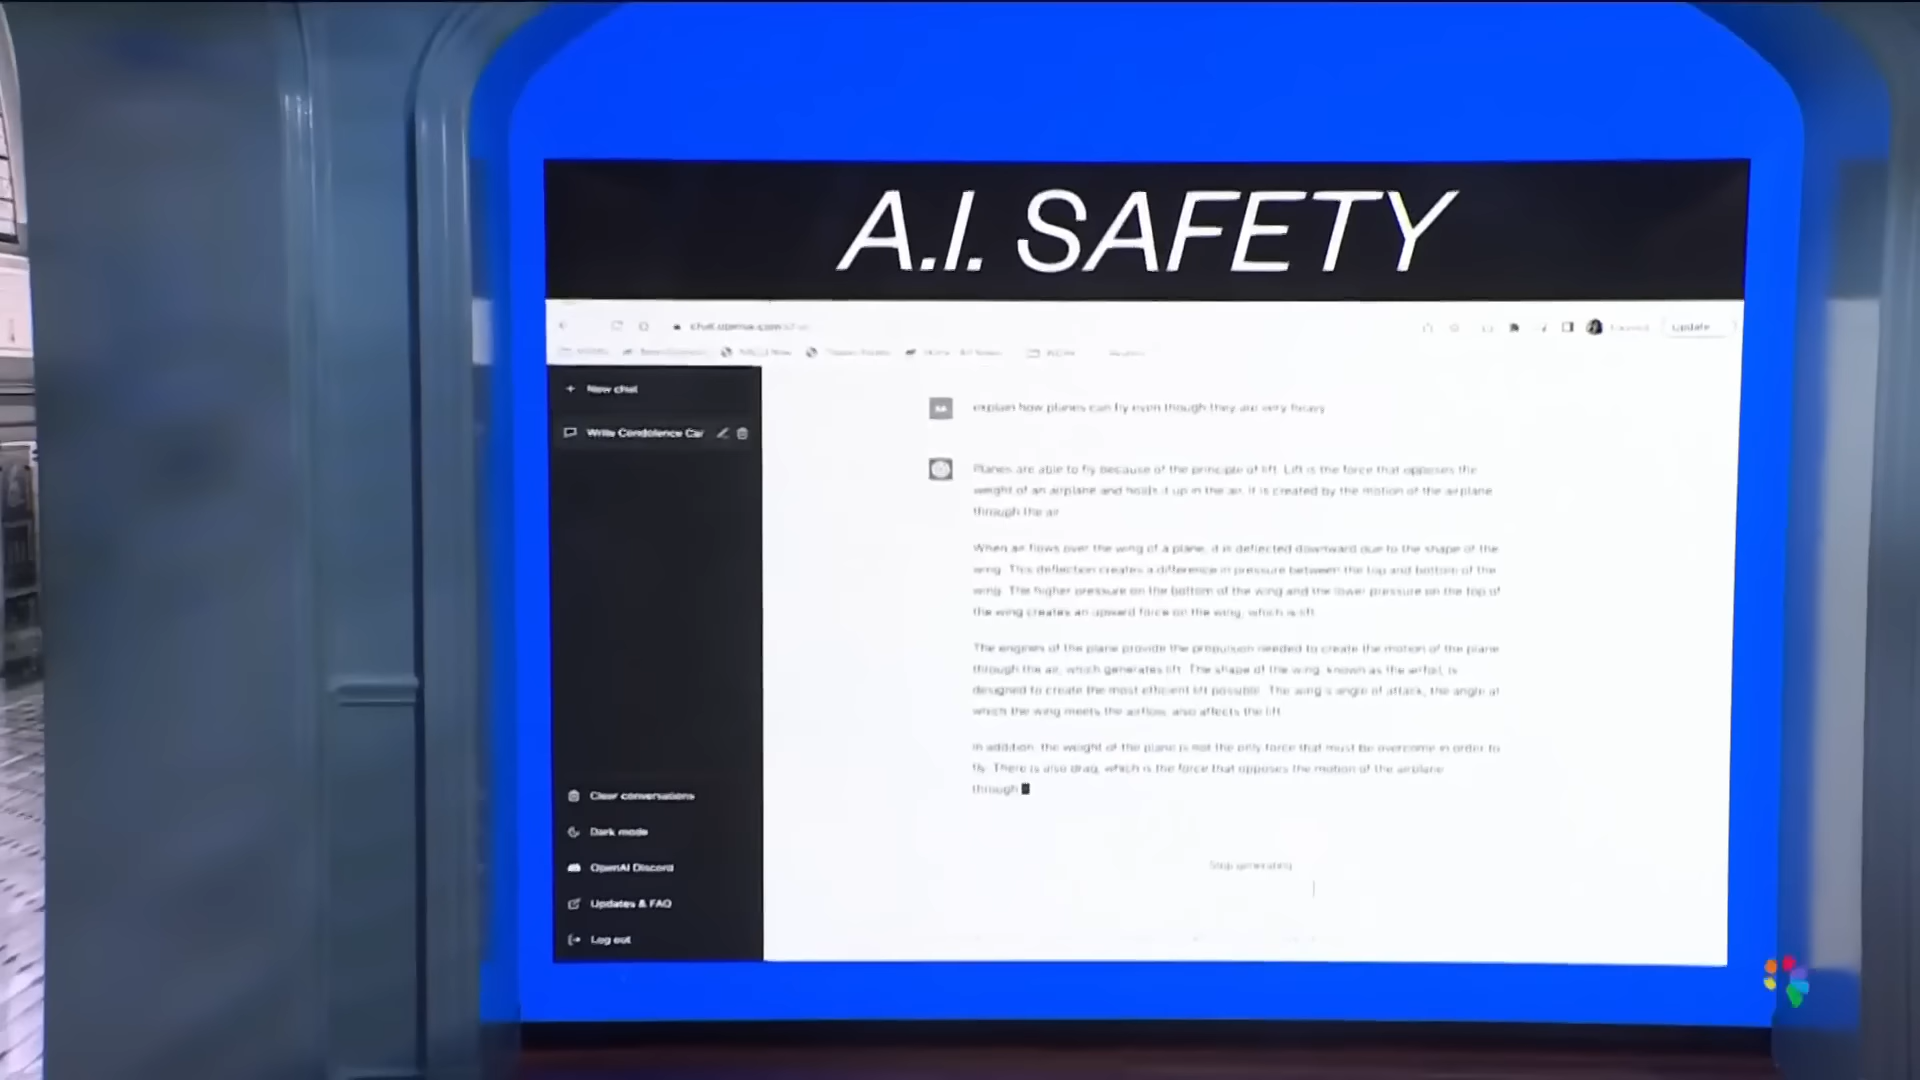 A.I. SAFETY
Update
New chat
Write Condolence Car
explain how planes can fly even though they are very heavy
Planes are able to fly because of the principle of lift. Lift is the force that opposes the
weight of an airplane and holds it up in the air. It is created by the motion of the airplane
through the air.
When air flows over the wing of a plane, it is deflected downward due to the shape of the
wing. This deflection creates a difference in pressure between the top and bottom of the
wing. The higher pressure on the bottom of the wing and the lower pressure on the top of
the wing creates an upward force on the wing, which is lift.
The engines of the plane provide the propulsion needed to create the motion of the plane
through the air, which generates lift. The shape of the wing, known as the airfoil, is
designed to create the most efficient lift possible. The wing's angle of attack, the angle at
which the wing meets the airflow, also affects the lift.
In addition, the weight of the plane is not the only force that must be overcome in order to
fly. There is also drag, which is the force that opposes the motion of the airplane
through
Stop generating
Clear conversations
Dark mode
OpenAI Discord
Updates & FAQ
Log out